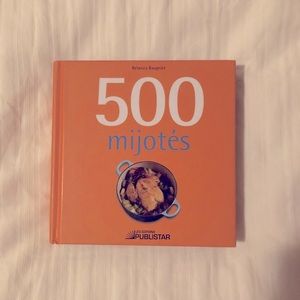 Rebecca Baugniet
500
mijotés
LES ÉDITIONS
PUBLISTAR